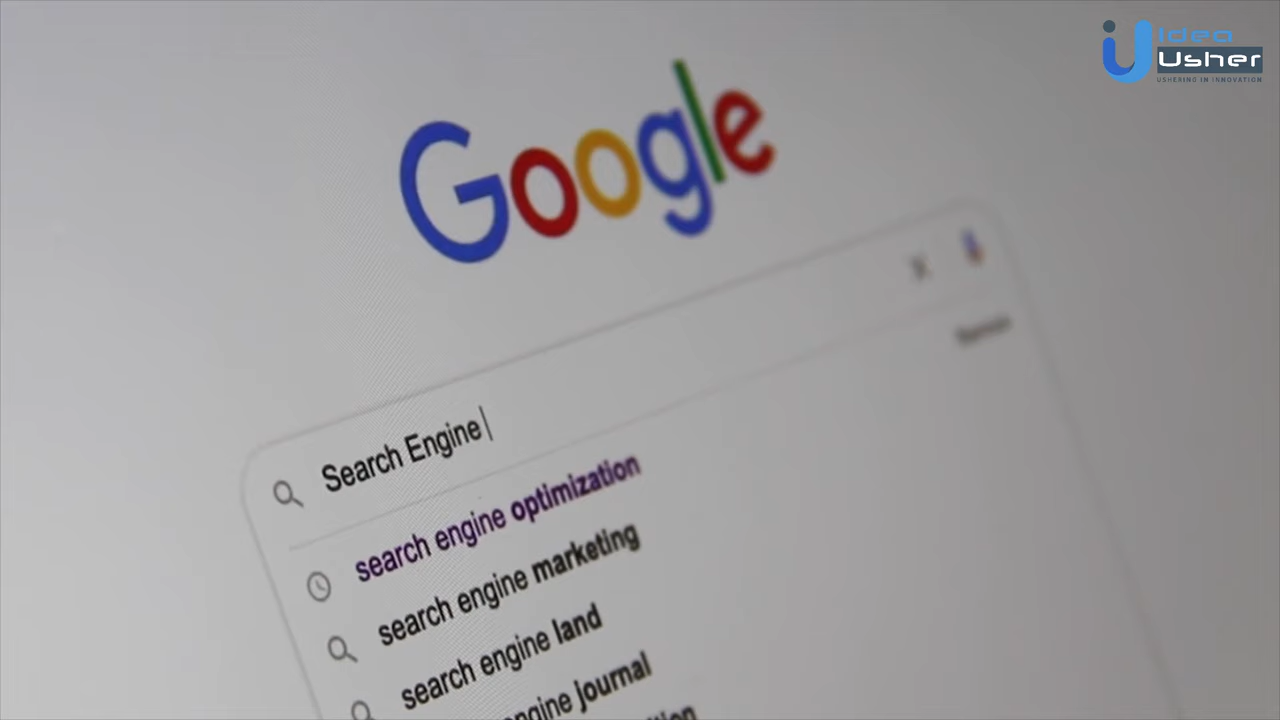 Idea
Usher
USHERING IN INNOVATION
Google
Search Engine
search engine optimization
search engine marketing
search engine land
engine journal